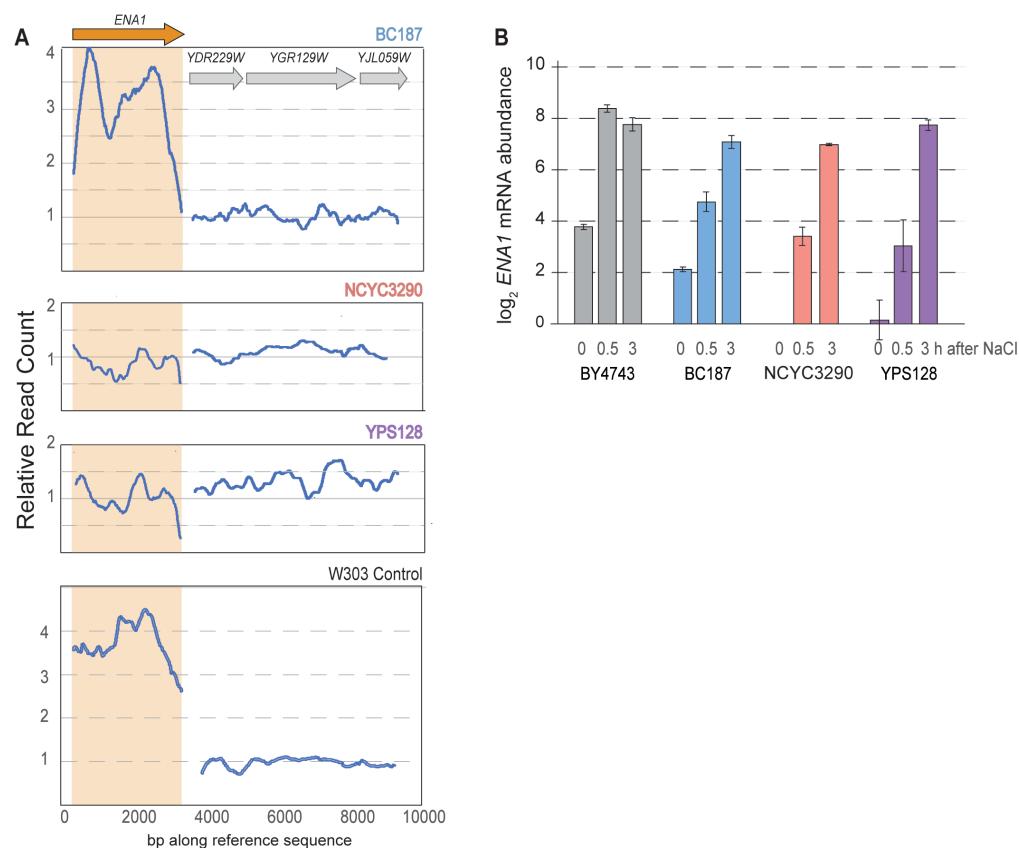 A
ENA1
BC187
YDR229W YGR129W YJL059W
4
3
2
1
NCYC3290
2
1
YPS128
2
1
W303 Control
4
3
2
1
0 2000 4000 6000 8000 10000
bp along reference sequence
Relative Read Count
B
log2 ENA1 mRNA abundance
10
8
6
4
2
0
0 0.5 3 0 0.5 3 0 0.5 3 0 0.5 3 h after NaCl
BY4743 BC187 NCYC3290 YPS128